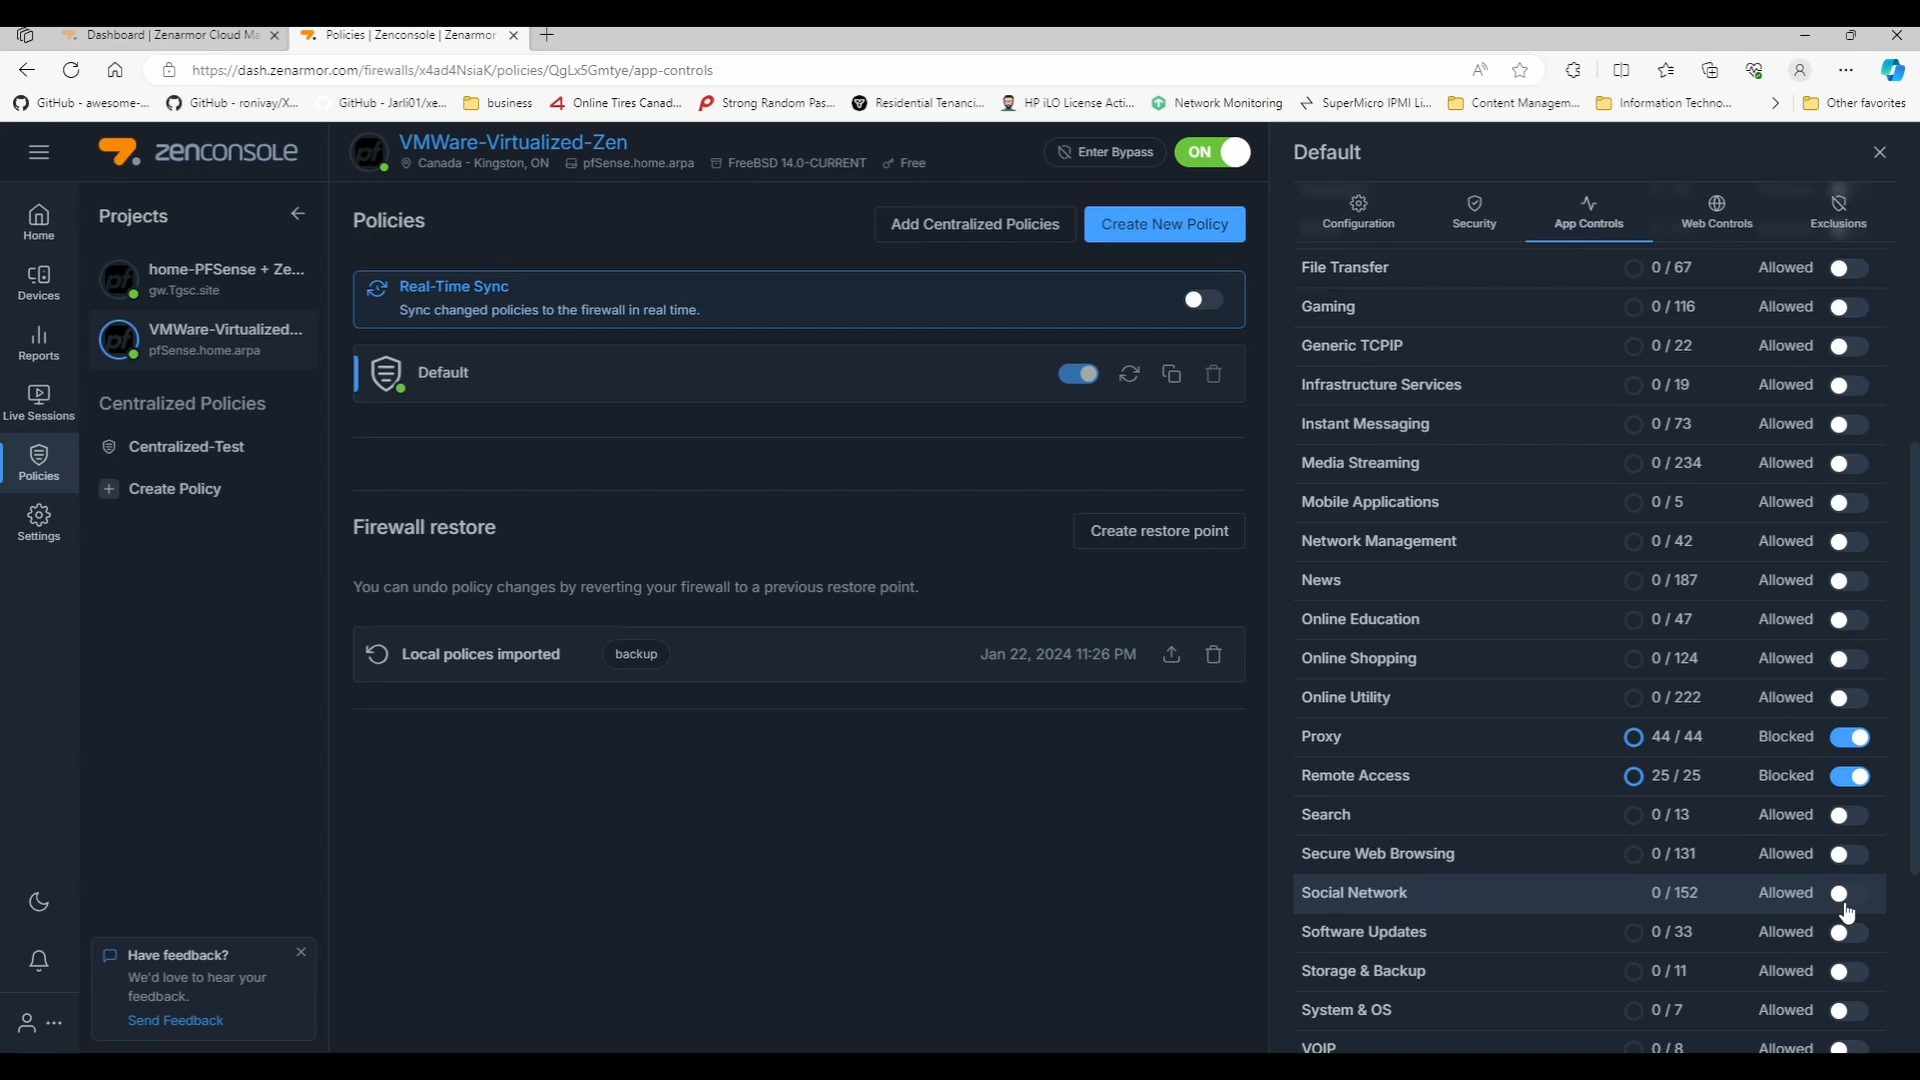 Dashboard | Zenarmor Cloud Ma
Policies | Zenconsole | Zenarmor
https://dash.zenarmor.com/firewalls/x4ad4NsiaK/policies/QgLx5Gmtye/app-controls
GitHub - awesome-...
GitHub - ronivay/X...
GitHub - Jarli01/xe...
business
Online Tires Canad...
Strong Random Pas...
Residential Tenanci...
HP iLO License Acti...
Network Monitoring
SuperMicro IPMI Li...
Content Managem...
Information Techno...
Other favorites
zenconsole
VMWare-Virtualized-Zen
Canada - Kingston, ON
pfSense.home.arpa
FreeBSD 14.0-CURRENT
Free
Enter Bypass
ON
Default
Home
Devices
Reports
Live Sessions
Policies
Settings
Projects
home-PFSense + Ze...
gw.Tgsc.site
VMWare-Virtualized...
pfSense.home.arpa
Centralized Policies
Centralized-Test
Create Policy
Have feedback?
We'd love to hear your
feedback.
Send Feedback
Policies
Add Centralized Policies
Create New Policy
Real-Time Sync
Sync changed policies to the firewall in real time.
Default
Firewall restore
Create restore point
You can undo policy changes by reverting your firewall to a previous restore point.
Local polices imported
backup
Jan 22, 2024 11:26 PM
Configuration
Security
App Controls
Web Controls
Exclusions
File Transfer 0 / 67 Allowed
Gaming 0 / 116 Allowed
Generic TCPIP 0 / 22 Allowed
Infrastructure Services 0 / 19 Allowed
Instant Messaging 0 / 73 Allowed
Media Streaming 0 / 234 Allowed
Mobile Applications 0 / 5 Allowed
Network Management 0 / 42 Allowed
News 0 / 187 Allowed
Online Education 0 / 47 Allowed
Online Shopping 0 / 124 Allowed
Online Utility 0 / 222 Allowed
Proxy 44 / 44 Blocked
Remote Access 25 / 25 Blocked
Search 0 / 13 Allowed
Secure Web Browsing 0 / 131 Allowed
Social Network 0 / 152 Allowed
Software Updates 0 / 33 Allowed
Storage & Backup 0 / 11 Allowed
System & OS 0 / 7 Allowed
VOIP 0 / 8 Allowed